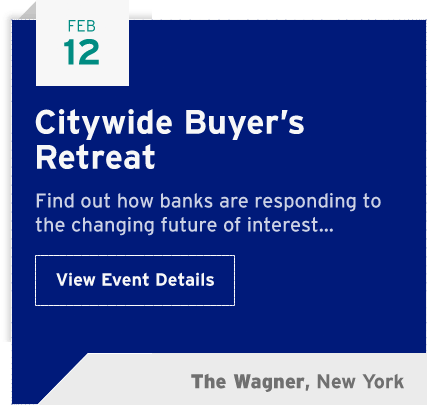 FEB
12
Citywide Buyer's
Retreat
Find out how banks are responding to
the changing future of interest...
View Event Details
The Wagner, New York